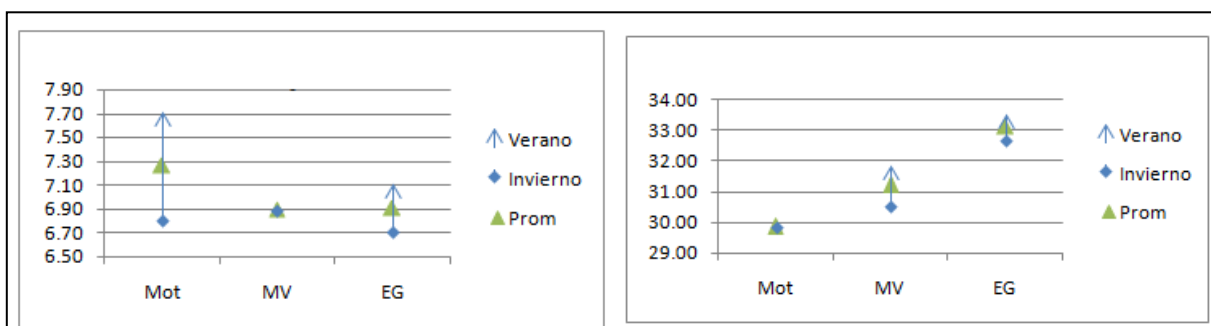 7.90
7.70
7.50
7.30
7.10
6.90
6.70
6.50
Mot MV EG
Verano
Invierno
Prom
34.00
33.00
32.00
31.00
30.00
29.00
Mot MV EG
Verano
Invierno
Prom